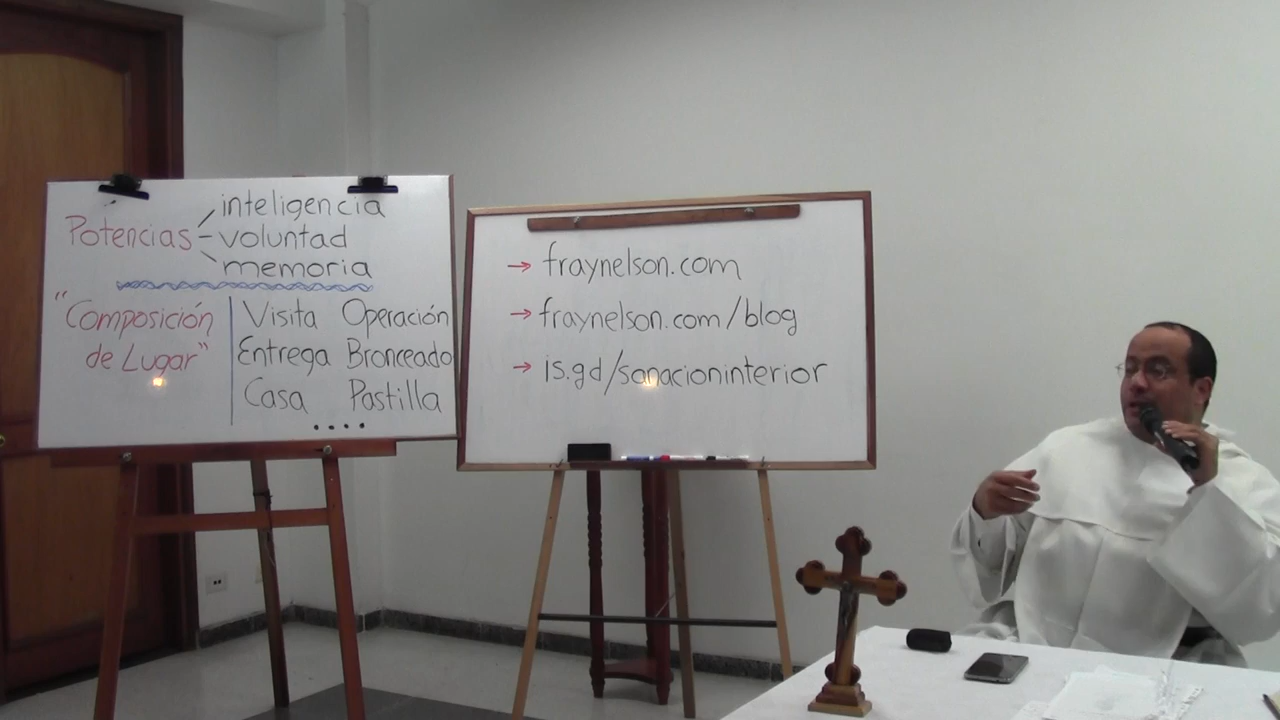 inteligencia
Potencias voluntad
memoria
"Composición
de Lugar"
Visita Operación
Entrega Bronceado
Casa Pastilla
....
→ fraynelson.com
→ fraynelson.com/blog
→ is.gd/sanacioninterior